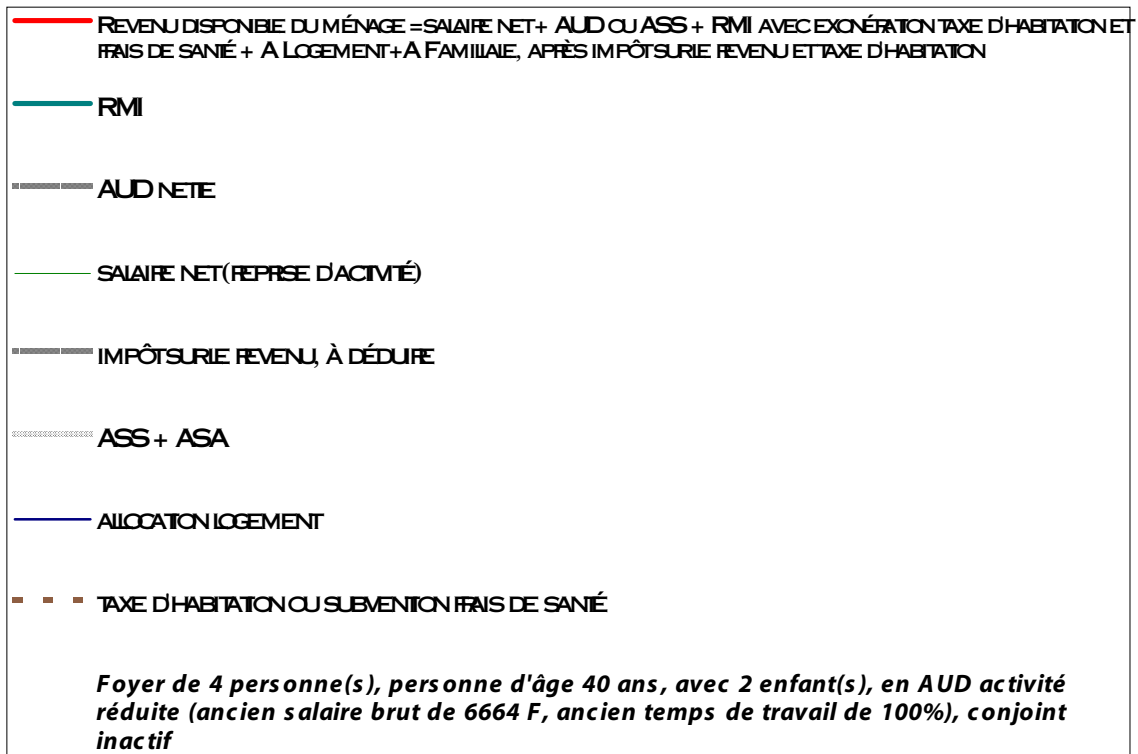 REVENU DISPONIBLE DU MÉNAGE = SALAIRE NET + AUD OU ASS + RMI AVEC EXONÉRATION TAXE D'HABITATION ET
FRAIS DE SANTÉ + A LOGEMENT + A FAMILIALE, APRÈS IMPÔT SUR LE REVENU ET TAXE D'HABITATION
RMI
AUD NETTE
SALAIRE NET (REPRISE D'ACTIVITÉ)
IMPÔT SUR LE REVENU, À DÉDUIRE
ASS + ASA
ALLOCATION LOGEMENT
TAXE D'HABITATION OU SUBVENTION FRAIS DE SANTÉ
Foyer de 4 personne(s), personne d'âge 40 ans, avec 2 enfant(s), en AUD activité
réduite (ancien salaire brut de 6664 F, ancien temps de travail de 100%), conjoint
inactif